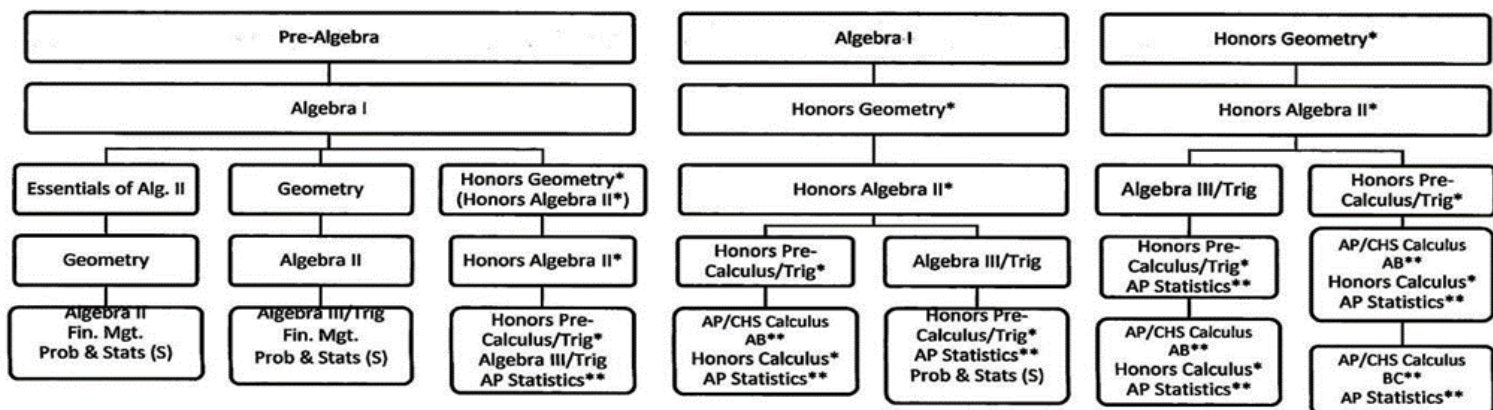 Pre-Algebra
Algebra I
Essentials of Alg. II
Geometry
Honors Geometry*
(Honors Algebra II*)
Geometry
Algebra II
Honors Algebra II*
Algebra II
Fin. Mgt.
Prob & Stats (S)
Algebra III/Trig
Fin. Mgt.
Prob & Stats (S)
Honors Pre-
Calculus/Trig*
Algebra III/Trig
AP Statistics**
Algebra I
Honors Geometry*
Honors Algebra II*
Honors Pre-
Calculus/Trig*
Algebra III/Trig
AP/CHS Calculus
AB**
Honors Calculus*
AP Statistics**
Honors Pre-
Calculus/Trig*
AP Statistics**
Prob & Stats (S)
Honors Geometry*
Honors Algebra II*
Algebra III/Trig
Honors Pre-
Calculus/Trig*
Honors Pre-
Calculus/Trig*
AP Statistics**
AP/CHS Calculus
AB**
Honors Calculus*
AP Statistics**
AP/CHS Calculus
AB**
Honors Calculus*
AP Statistics**
AP/CHS Calculus
BC**
AP Statistics**